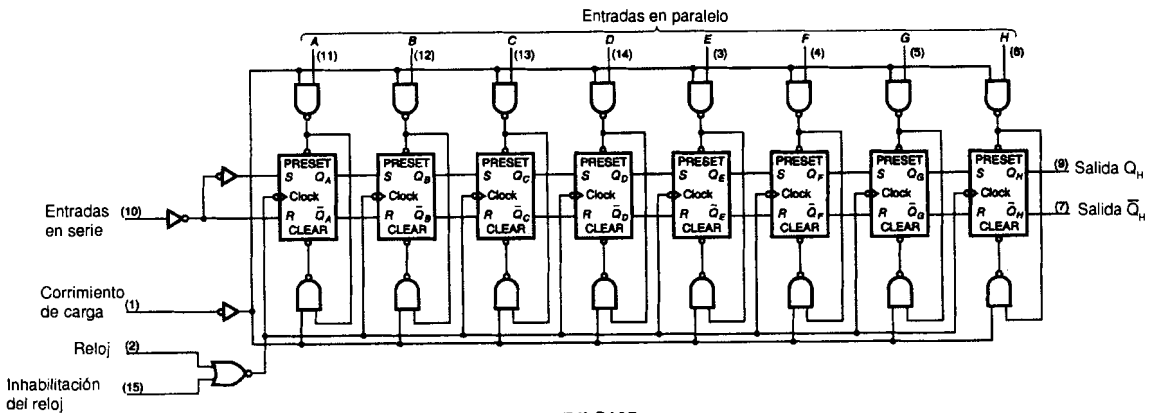 Entradas en paralelo
A B C D E F G H
(11) (12) (13) (14) (3) (4) (5) (6)
PRESET PRESET PRESET PRESET PRESET PRESET PRESET PRESET
S Q_A S Q_B S Q_C S Q_D S Q_E S Q_F S Q_G S Q_H
(9) Salida Q_H
Clock Clock Clock Clock Clock Clock Clock Clock
Entradas en serie (10)
R Q̅_A R Q̅_B R Q̅_C R Q̅_D R Q̅_E R Q̅_F R Q̅_G R Q̅_H
(7) Salida Q̅_H
CLEAR CLEAR CLEAR CLEAR CLEAR CLEAR CLEAR CLEAR
Corrimiento
de carga (1)
Reloj (2)
Inhabilitación (15)
del reloj